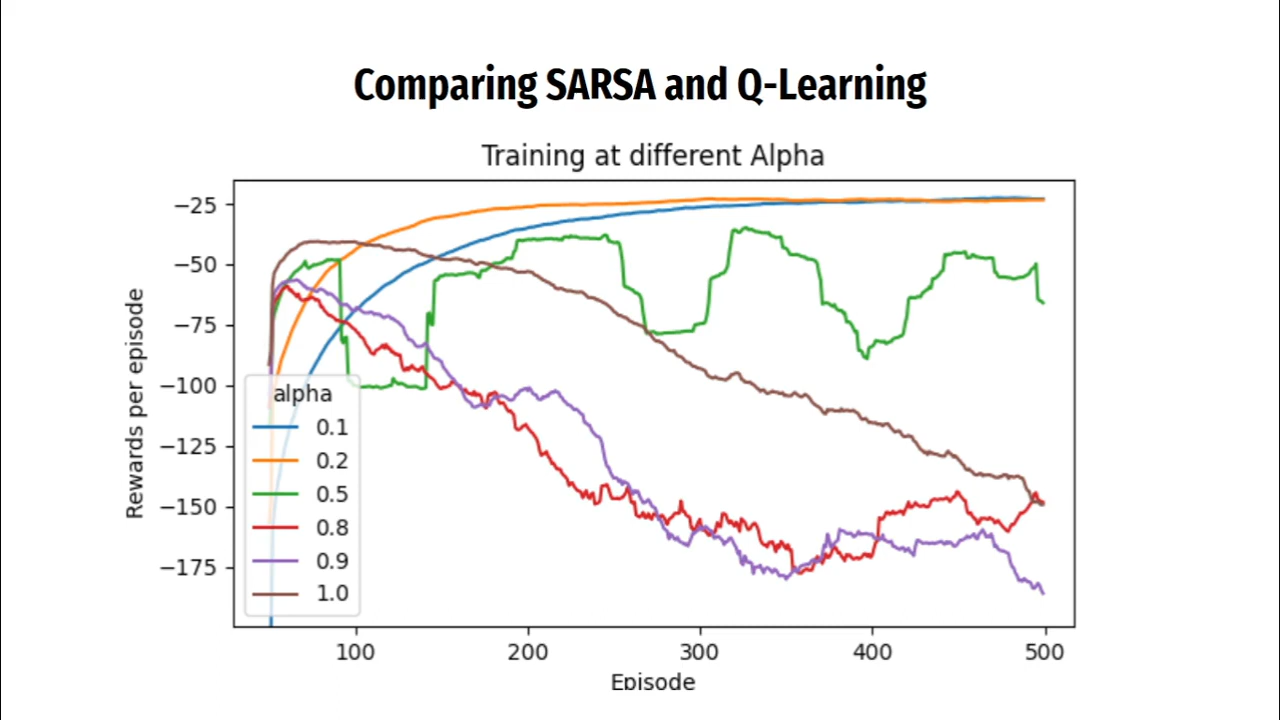 Comparing SARSA and Q-Learning
Training at different Alpha
Rewards per episode
−25
−50
−75
−100
−125
−150
−175
alpha
0.1
0.2
0.5
0.8
0.9
1.0
100 200 300 400 500
Episode